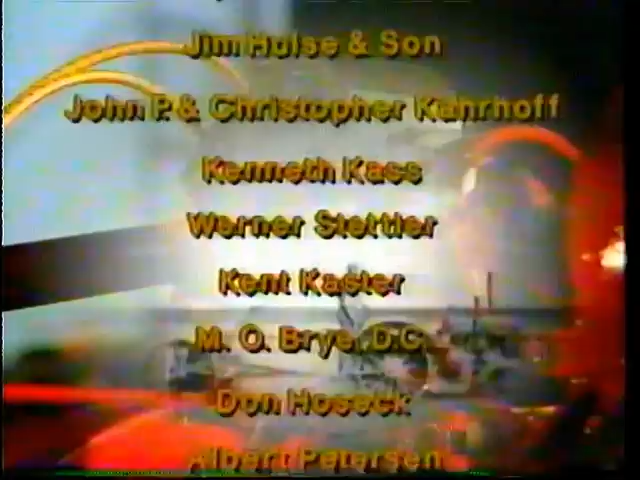 Jim Hulse & Son
John P. & Christopher Kuhrhoff
Kenneth Kass
Werner Stettler
Kent Kaster
M. O. Brye, D.C.
Don Hoseck
Albert Petersen